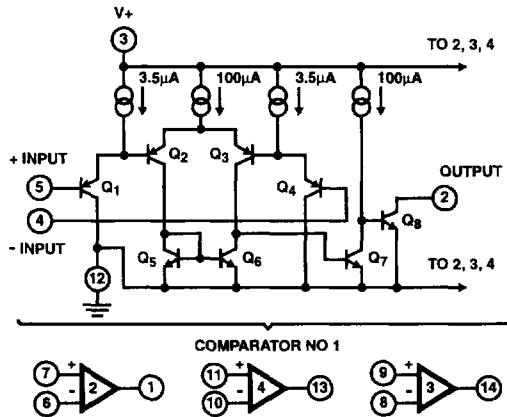 V+
3
TO 2, 3, 4
3.5μA 100μA 3.5μA 100μA
+ INPUT
5
Q1
Q2
Q3
Q4
OUTPUT
2
4
- INPUT
Q8
Q5
Q6
Q7
12
TO 2, 3, 4
COMPARATOR NO 1
7 + 2 1
6 -
11 + 4 13
10 -
9 + 3 14
8 -